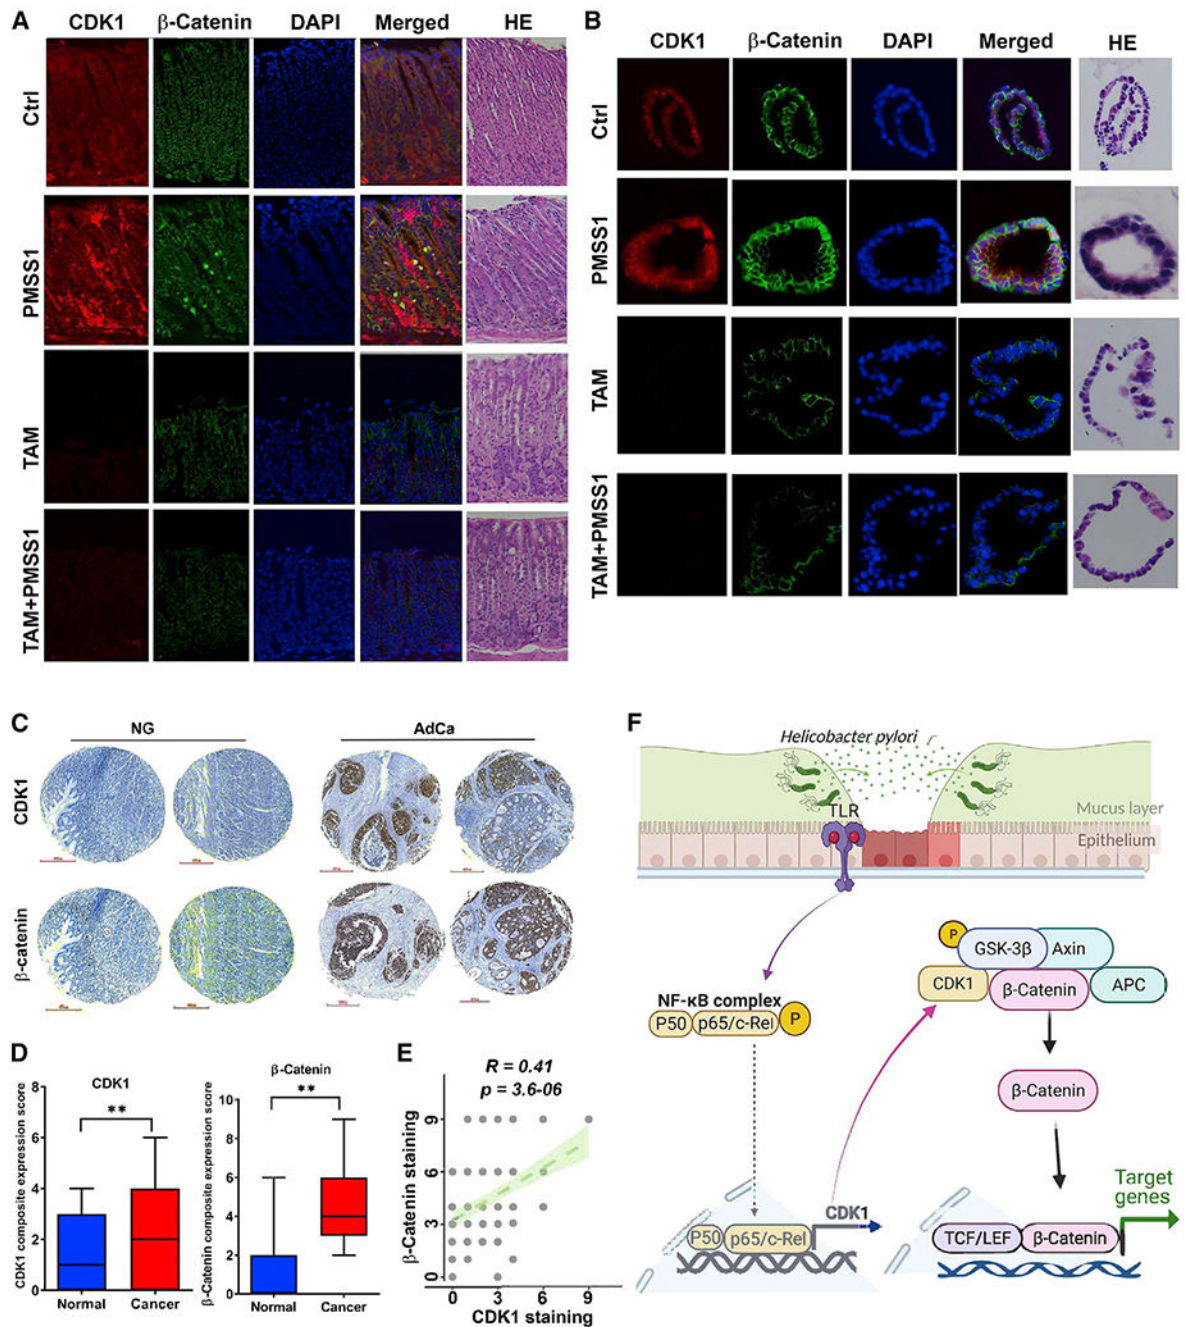 A CDK1 β-Catenin DAPI Merged HE
Ctrl
PMSS1
TAM
TAM+PMSS1
B CDK1 β-Catenin DAPI Merged HE
Ctrl
PMSS1
TAM
TAM+PMSS1
C
NG AdCa
CDK1
β-catenin
D
CDK1
**
CDK1 composite expression score
8
6
4
2
0
Normal Cancer
β-Catenin
**
β-Catenin composite expression score
10
8
6
4
2
0
Normal Cancer
E
R = 0.41
p = 3.6-06
β-Catenin staining
9
6
3
0
0 3 6 9
CDK1 staining
F
Helicobacter pylori
TLR
Mucus layer
Epithelium
P
GSK-3β Axin
CDK1 β-Catenin APC
NF-κB complex
P50 p65/c-Rel P
β-Catenin
CDK1
P50 p65/c-Rel
Target
genes
TCF/LEF β-Catenin